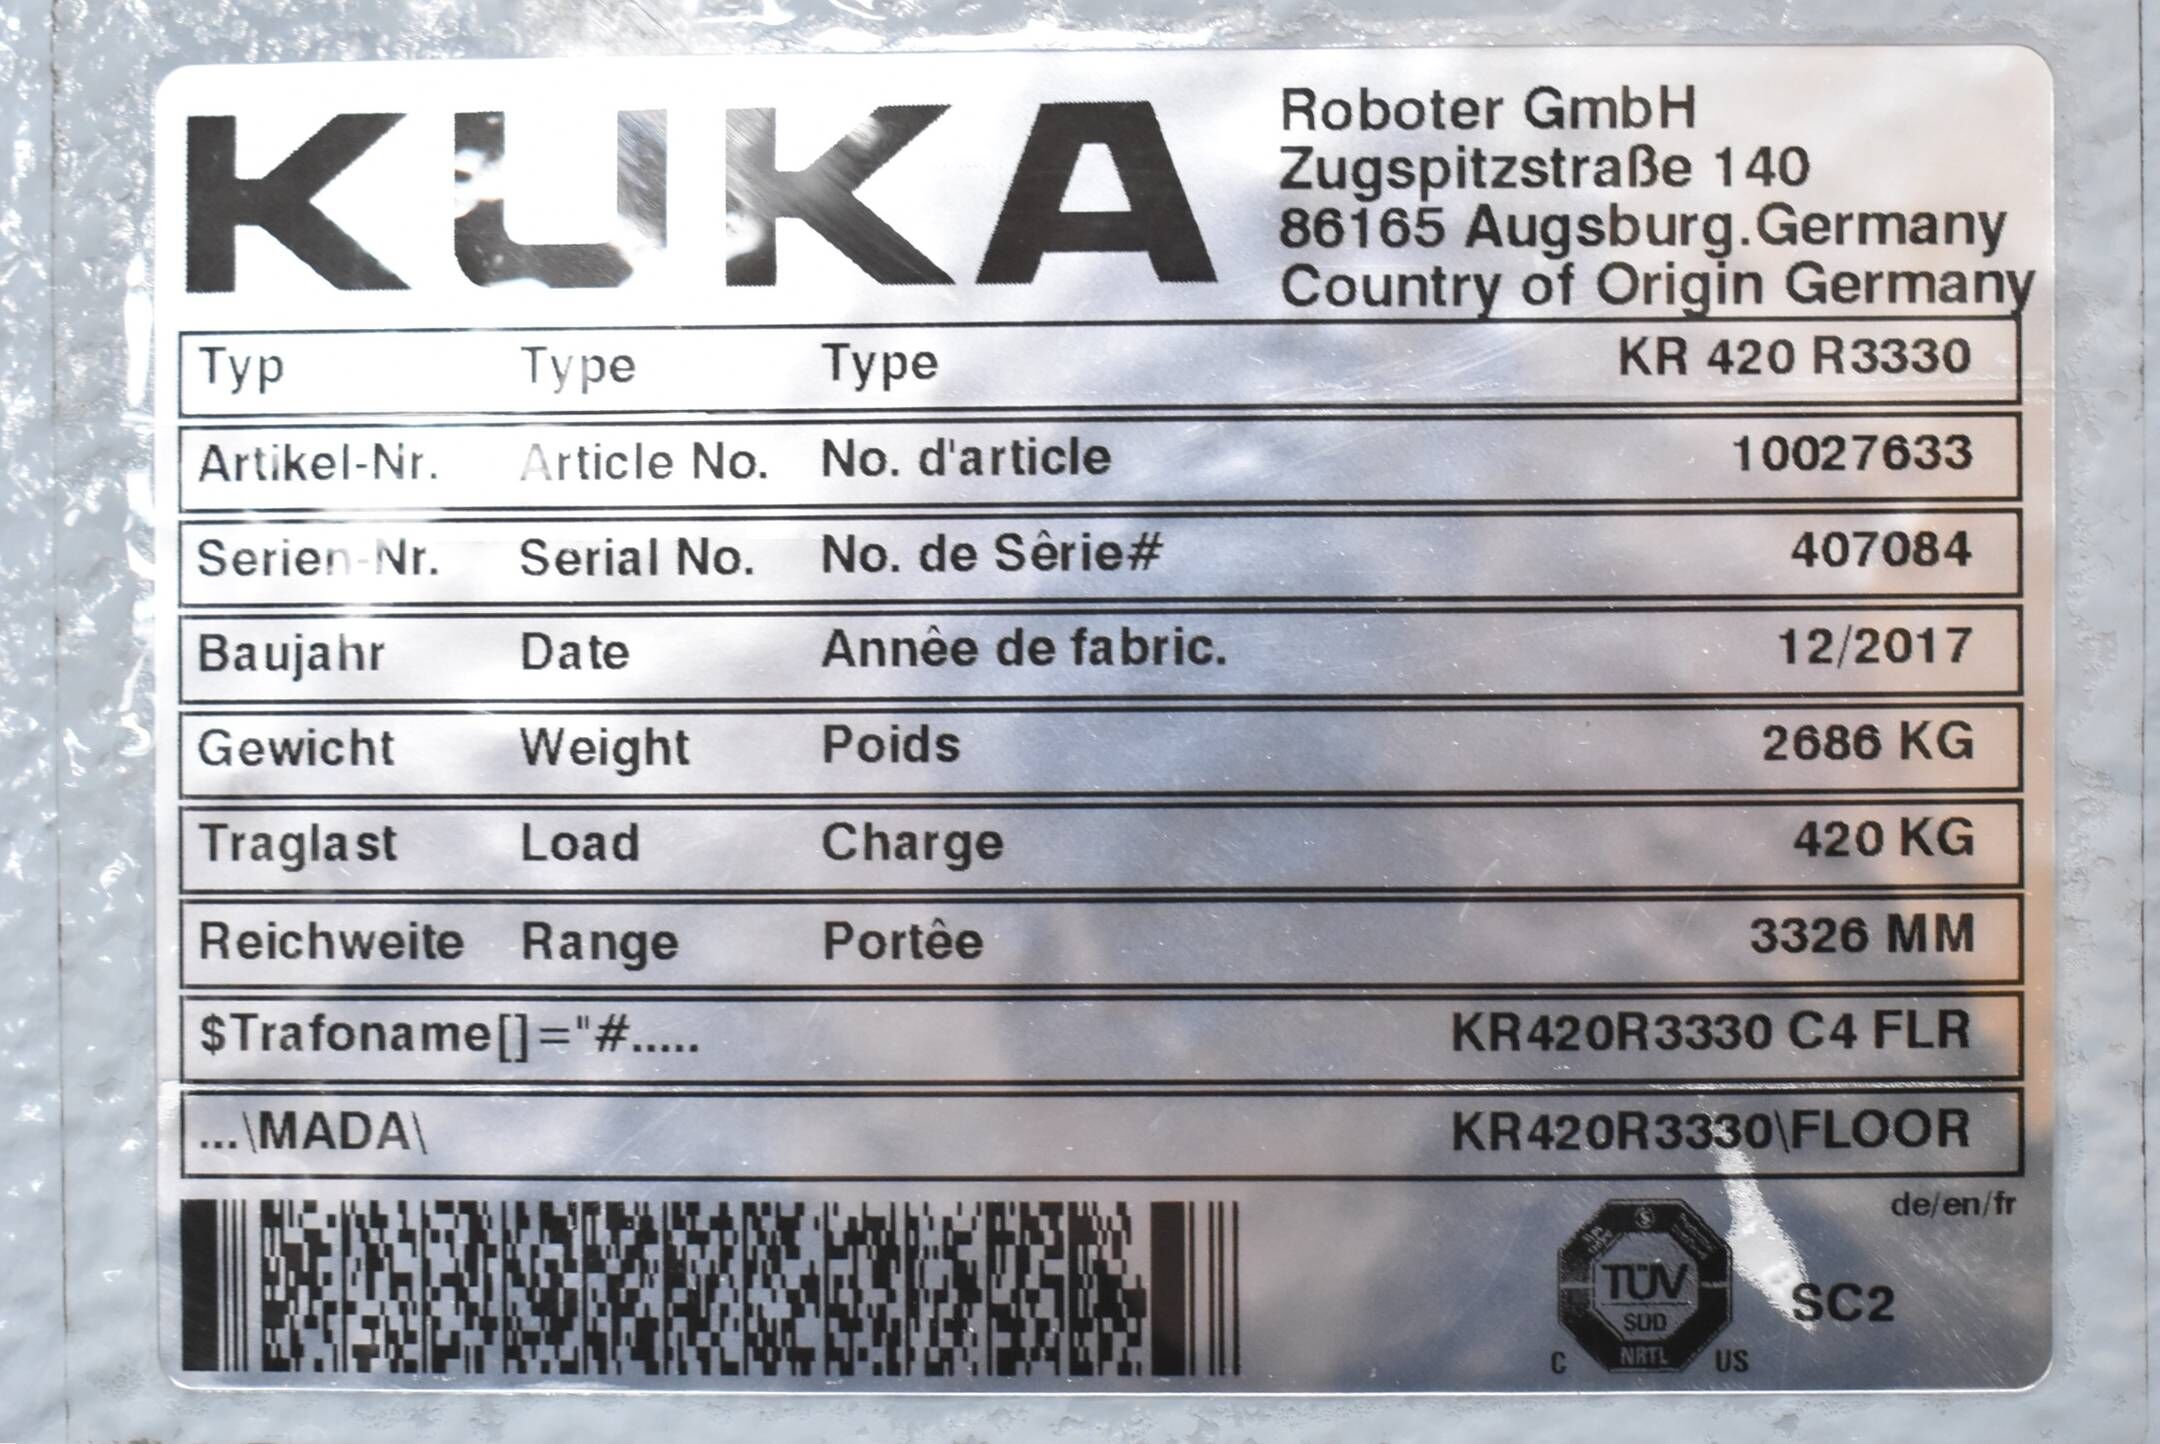 KUKA
Roboter GmbH
Zugspitzstraße 140
86165 Augsburg.Germany
Country of Origin Germany
Typ Type Type KR 420 R3330
Artikel-Nr. Article No. No. d'article 10027633
Serien-Nr. Serial No. No. de Sêrie# 407084
Baujahr Date Annêe de fabric. 12/2017
Gewicht Weight Poids 2686 KG
Traglast Load Charge 420 KG
Reichweite Range Portêe 3326 MM
$Trafoname[]="#..... KR420R3330 C4 FLR
...\MADA\ KR420R3330\FLOOR
de/en/fr
TÜV
SÜD
NRTL
C US
SC2